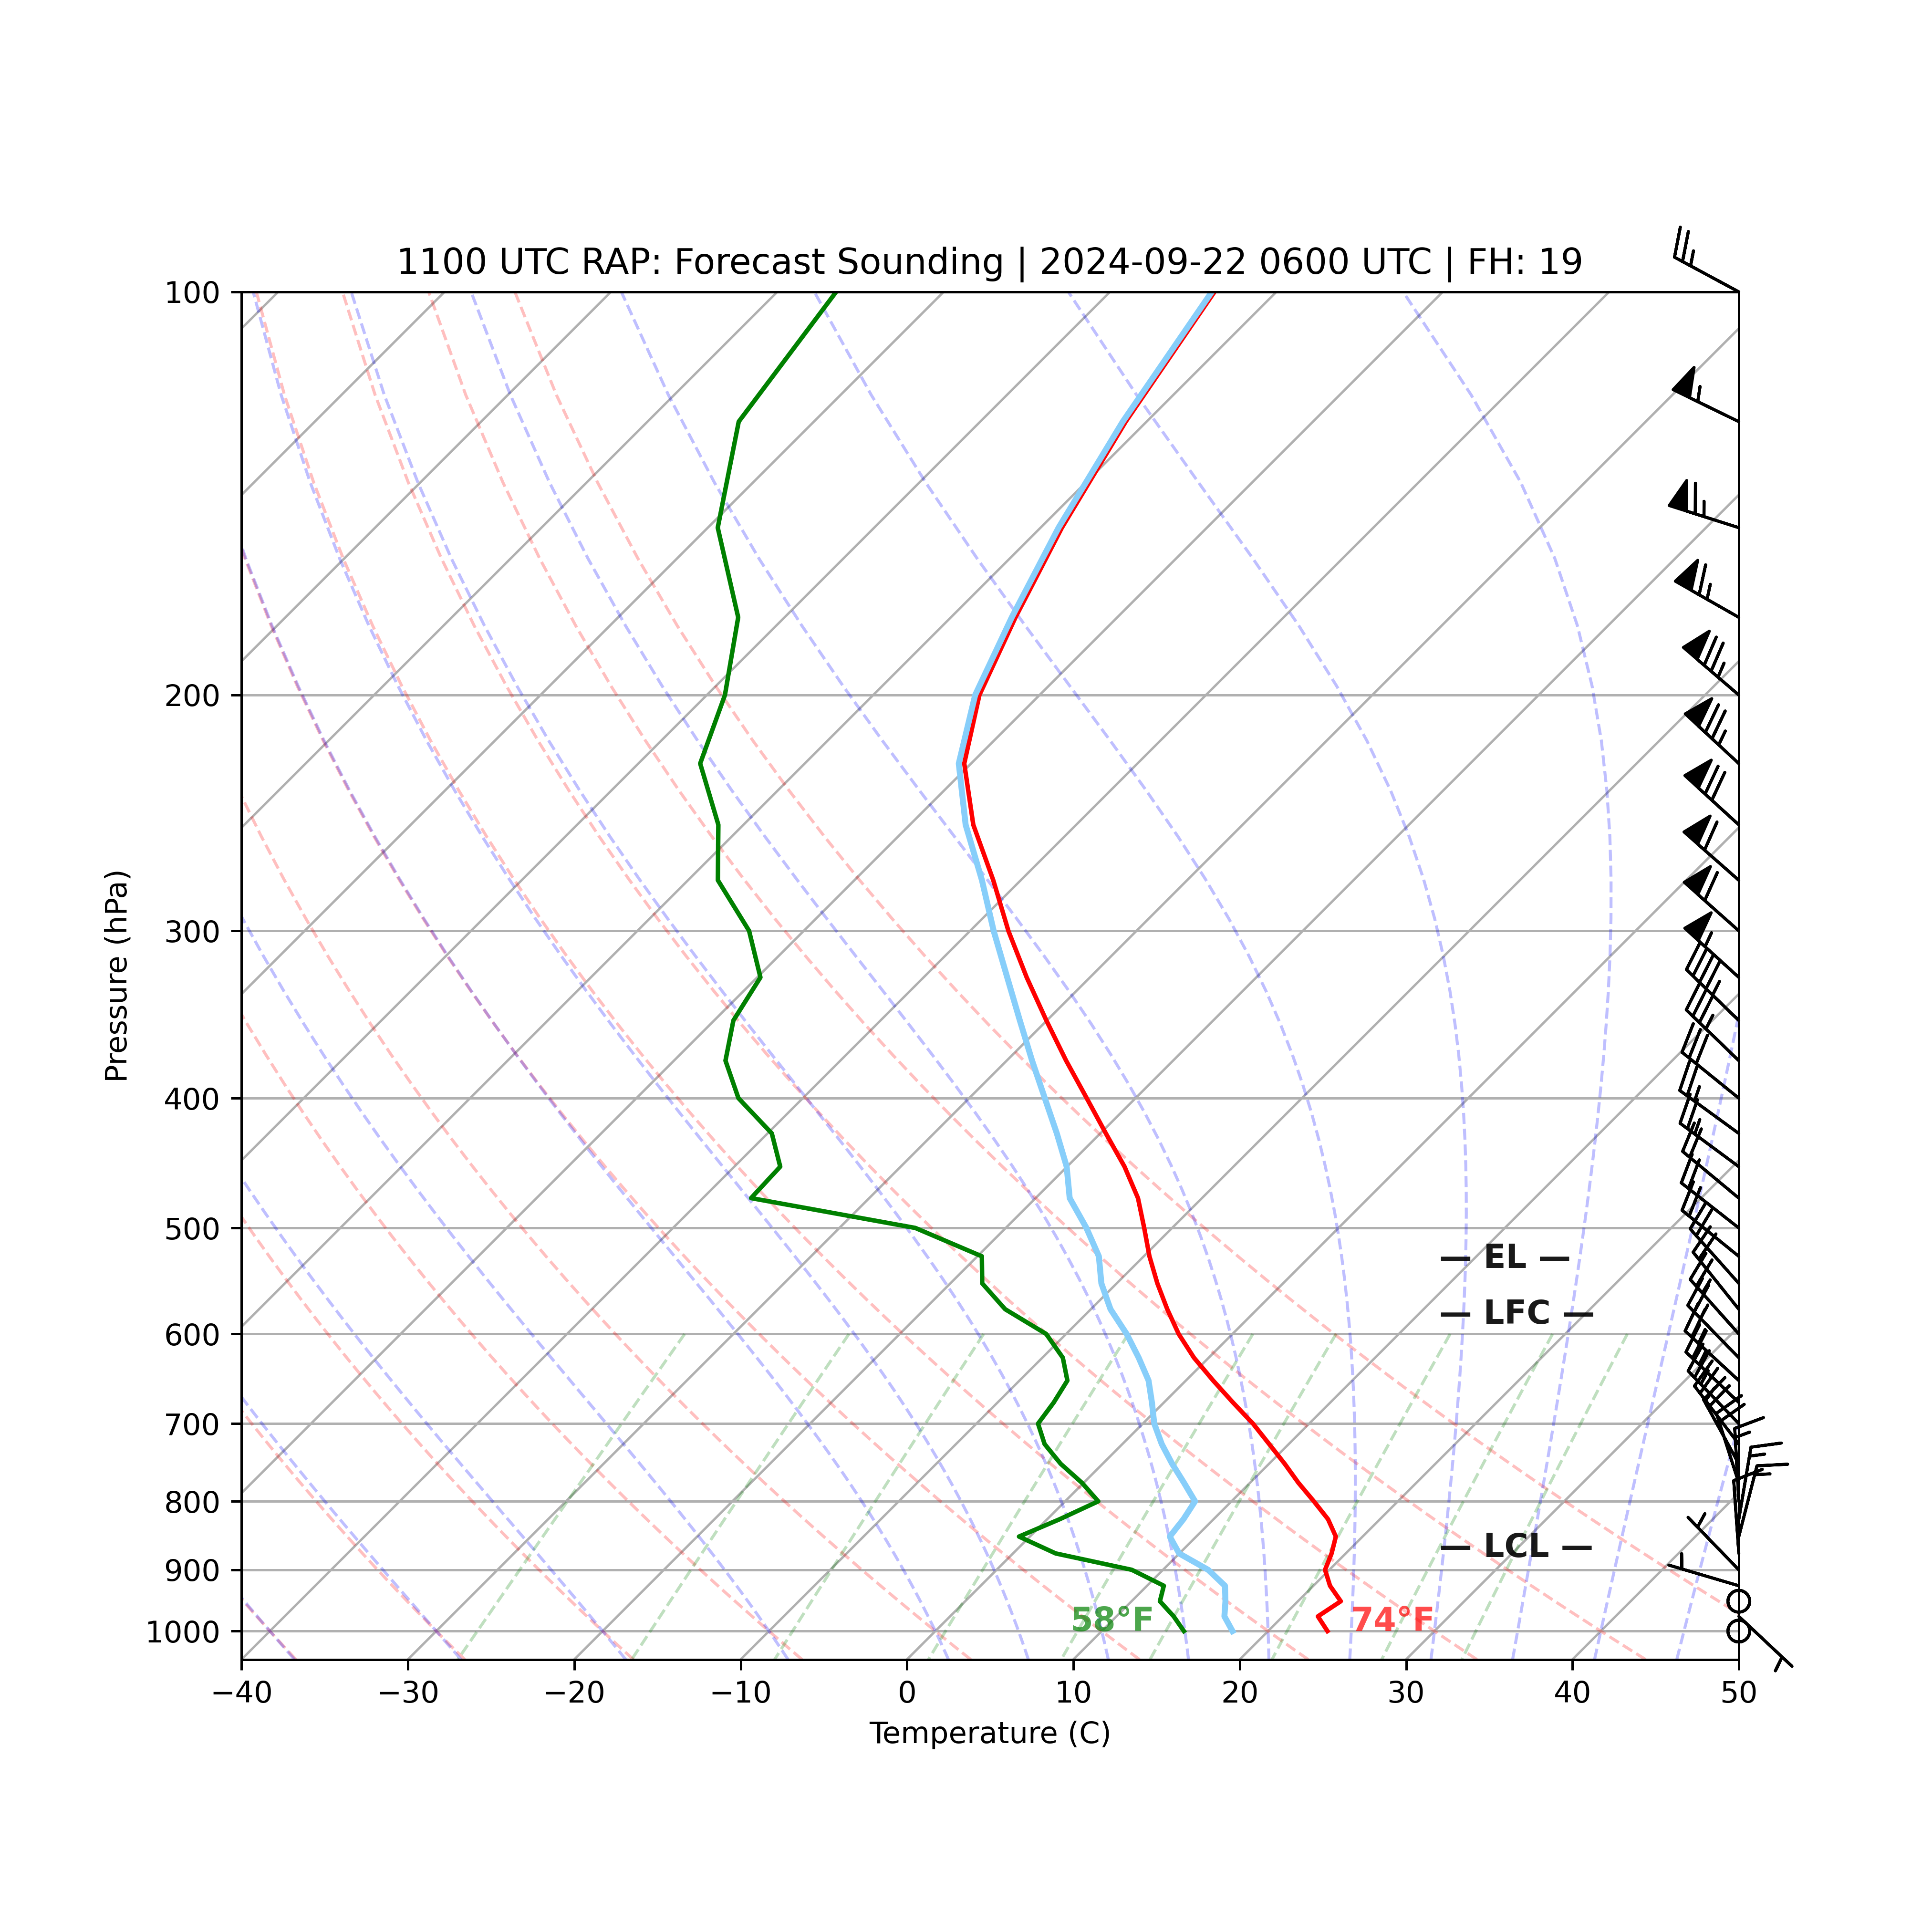 1100 UTC RAP: Forecast Sounding | 2024-09-22 0600 UTC | FH: 19
100
200
300
400
500
600
700
800
900
1000
Pressure (hPa)
— EL —
— LFC —
— LCL —
58°F
74°F
−40
−30
−20
−10
0
10
20
30
40
50
Temperature (C)